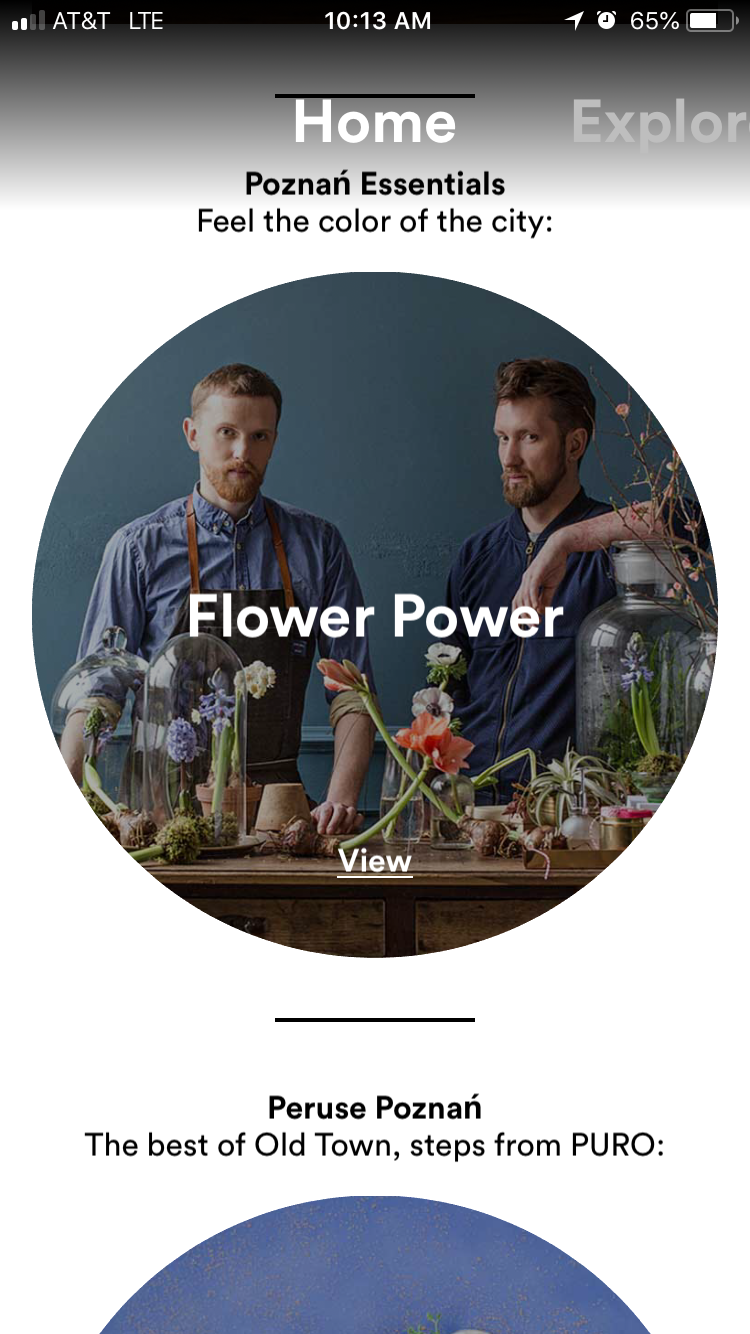 AT&T LTE 10:13 AM 65%
Home
Poznań Essentials
Feel the color of the city:
Flower Power
View
Peruse Poznań
The best of Old Town, steps from PURO: